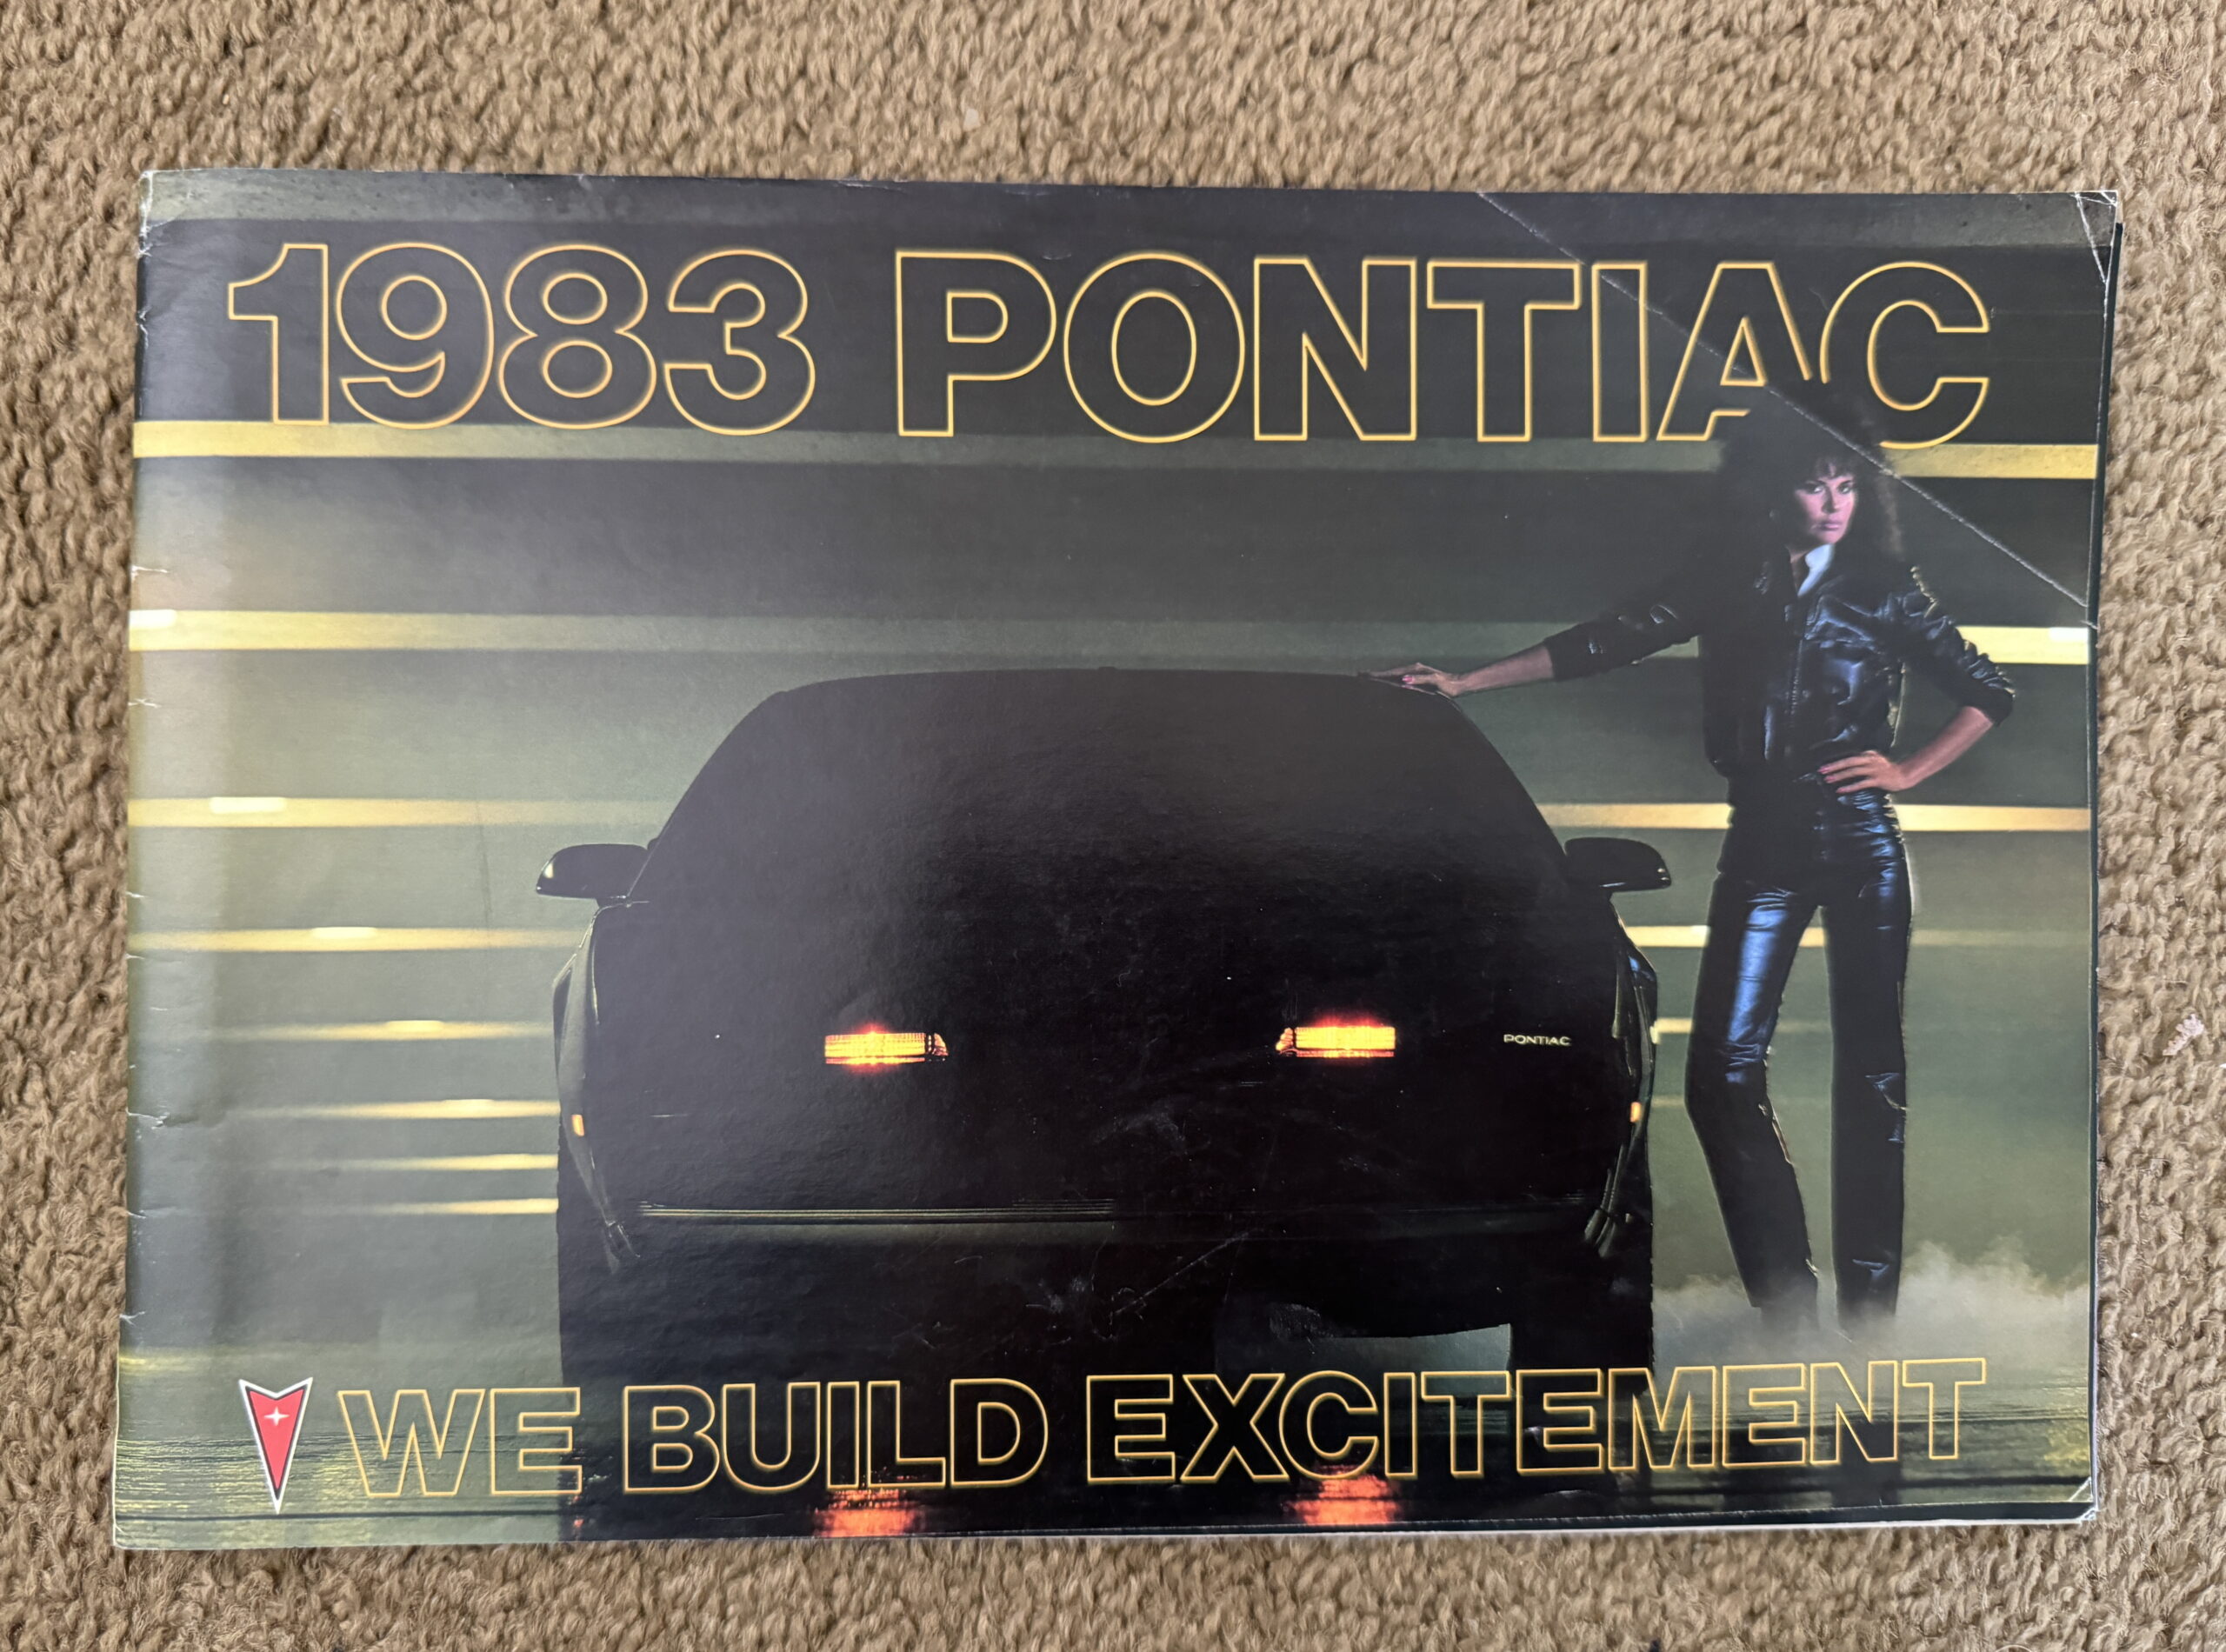 1983 PONTIAC
PONTIAC
WE BUILD EXCITEMENT